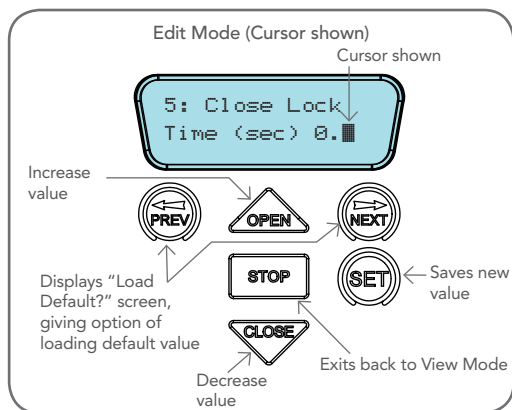 Edit Mode (Cursor shown)
Cursor shown
5: Close Lock
Time (sec) 0.
Increase
value
PREV
OPEN
NEXT
Displays "Load
Default?" screen,
giving option of
loading default value
STOP
SET
Saves new
value
CLOSE
Exits back to View Mode
Decrease
value